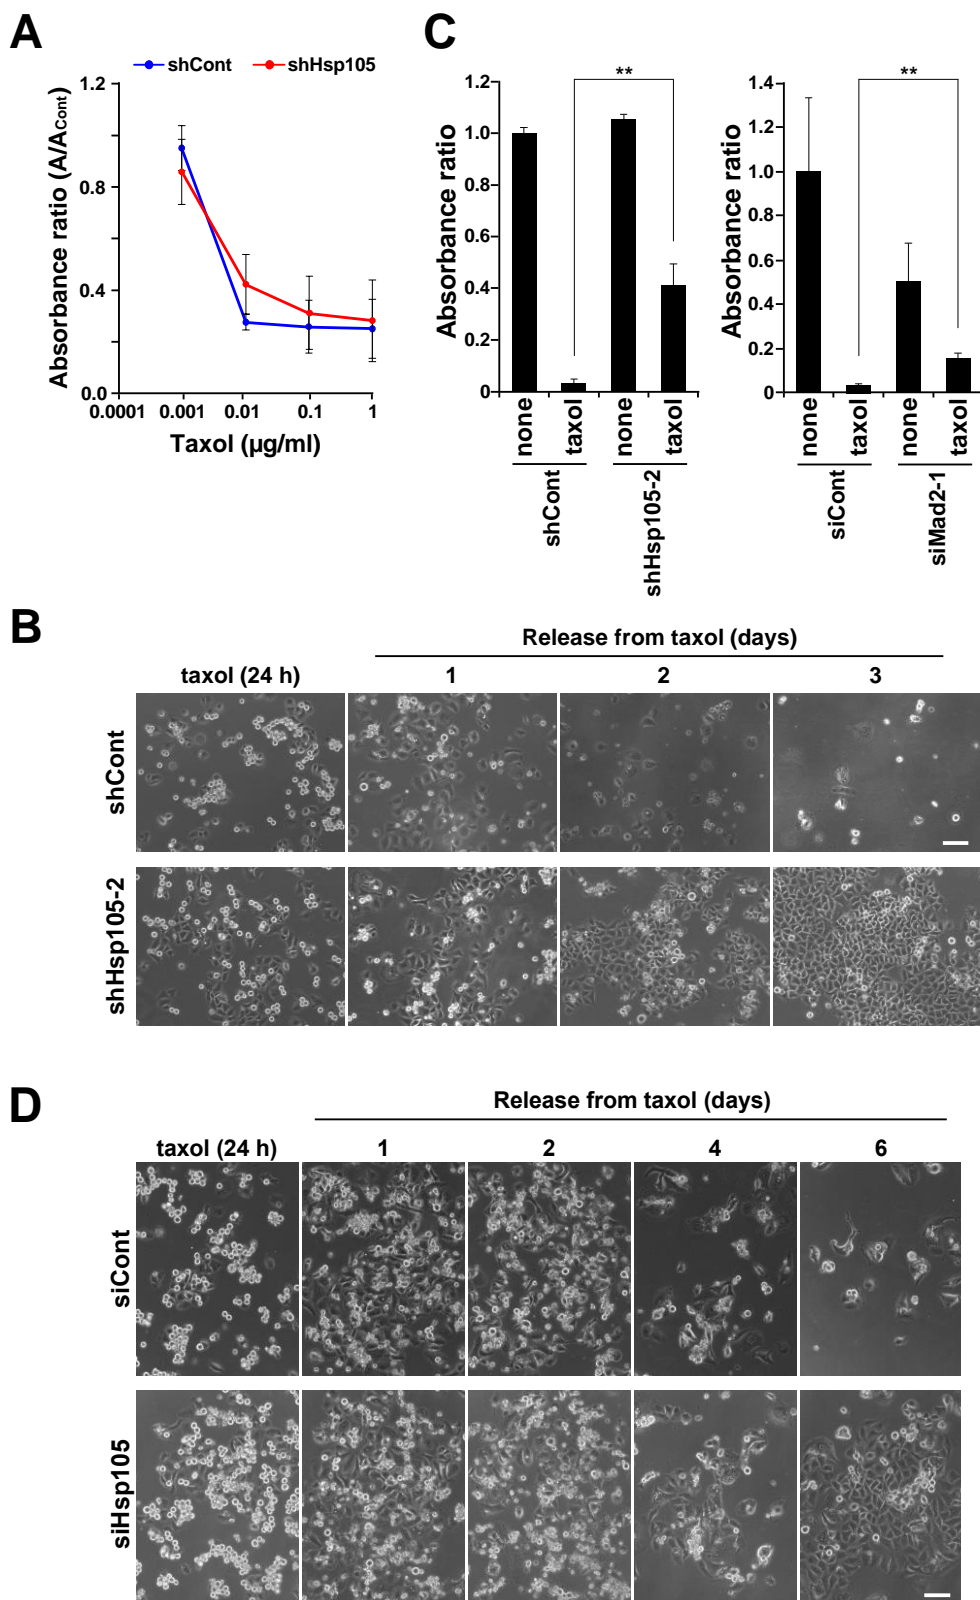 A
shCont shHsp105
Absorbance ratio (A/ACont)
1.2
0.8
0.4
0.0
0.0001 0.001 0.01 0.1 1
Taxol (µg/ml)
C
Absorbance ratio
1.2
1.0
0.8
0.6
0.4
0.2
0
**
none taxol none taxol
shCont shHsp105-2
Absorbance ratio
1.4
1.2
1.0
0.8
0.6
0.4
0.2
0
**
none taxol none taxol
siCont siMad2-1
B
Release from taxol (days)
taxol (24 h) 1 2 3
shCont
shHsp105-2
D
Release from taxol (days)
taxol (24 h) 1 2 4 6
siCont
siHsp105